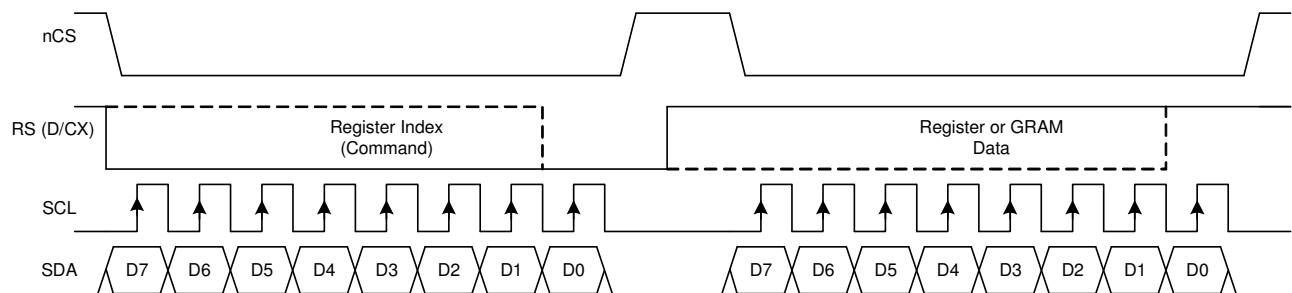 nCS
RS (D/CX)
Register Index
(Command)
Register or GRAM
Data
SCL
SDA
D7 D6 D5 D4 D3 D2 D1 D0
D7 D6 D5 D4 D3 D2 D1 D0